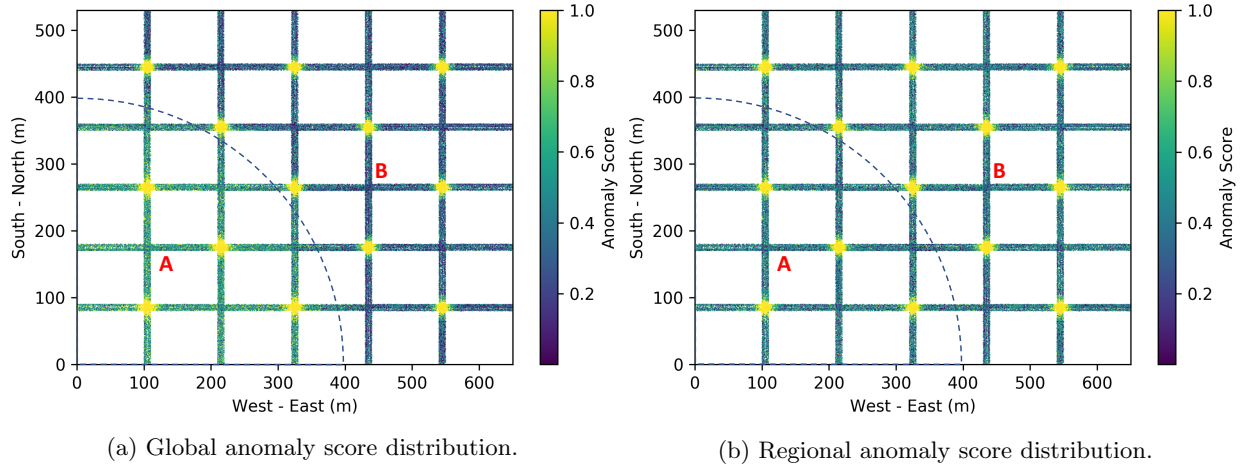 500
400
300
200
100
0
South - North (m)
0 100 200 300 400 500 600
West - East (m)
A
B
1.0
0.8
0.6
0.4
0.2
Anomaly Score
(a) Global anomaly score distribution.
500
400
300
200
100
0
South - North (m)
0 100 200 300 400 500 600
West - East (m)
A
B
1.0
0.8
0.6
0.4
0.2
Anomaly Score
(b) Regional anomaly score distribution.